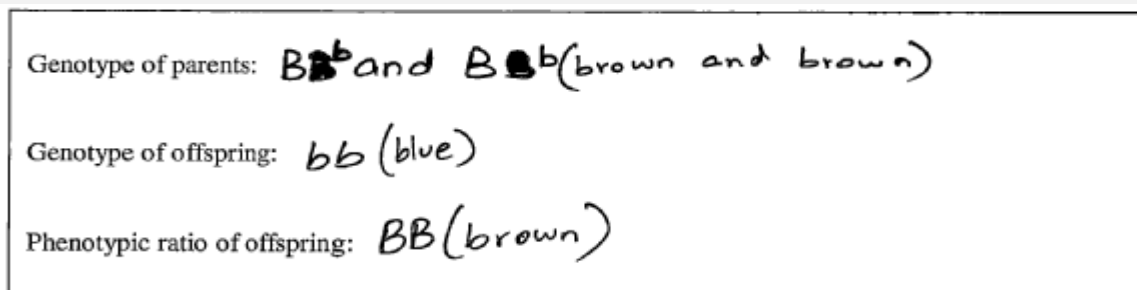 Genotype of parents: Bb and Bb (brown and brown)
Genotype of offspring: bb (blue)
Phenotypic ratio of offspring: BB (brown)